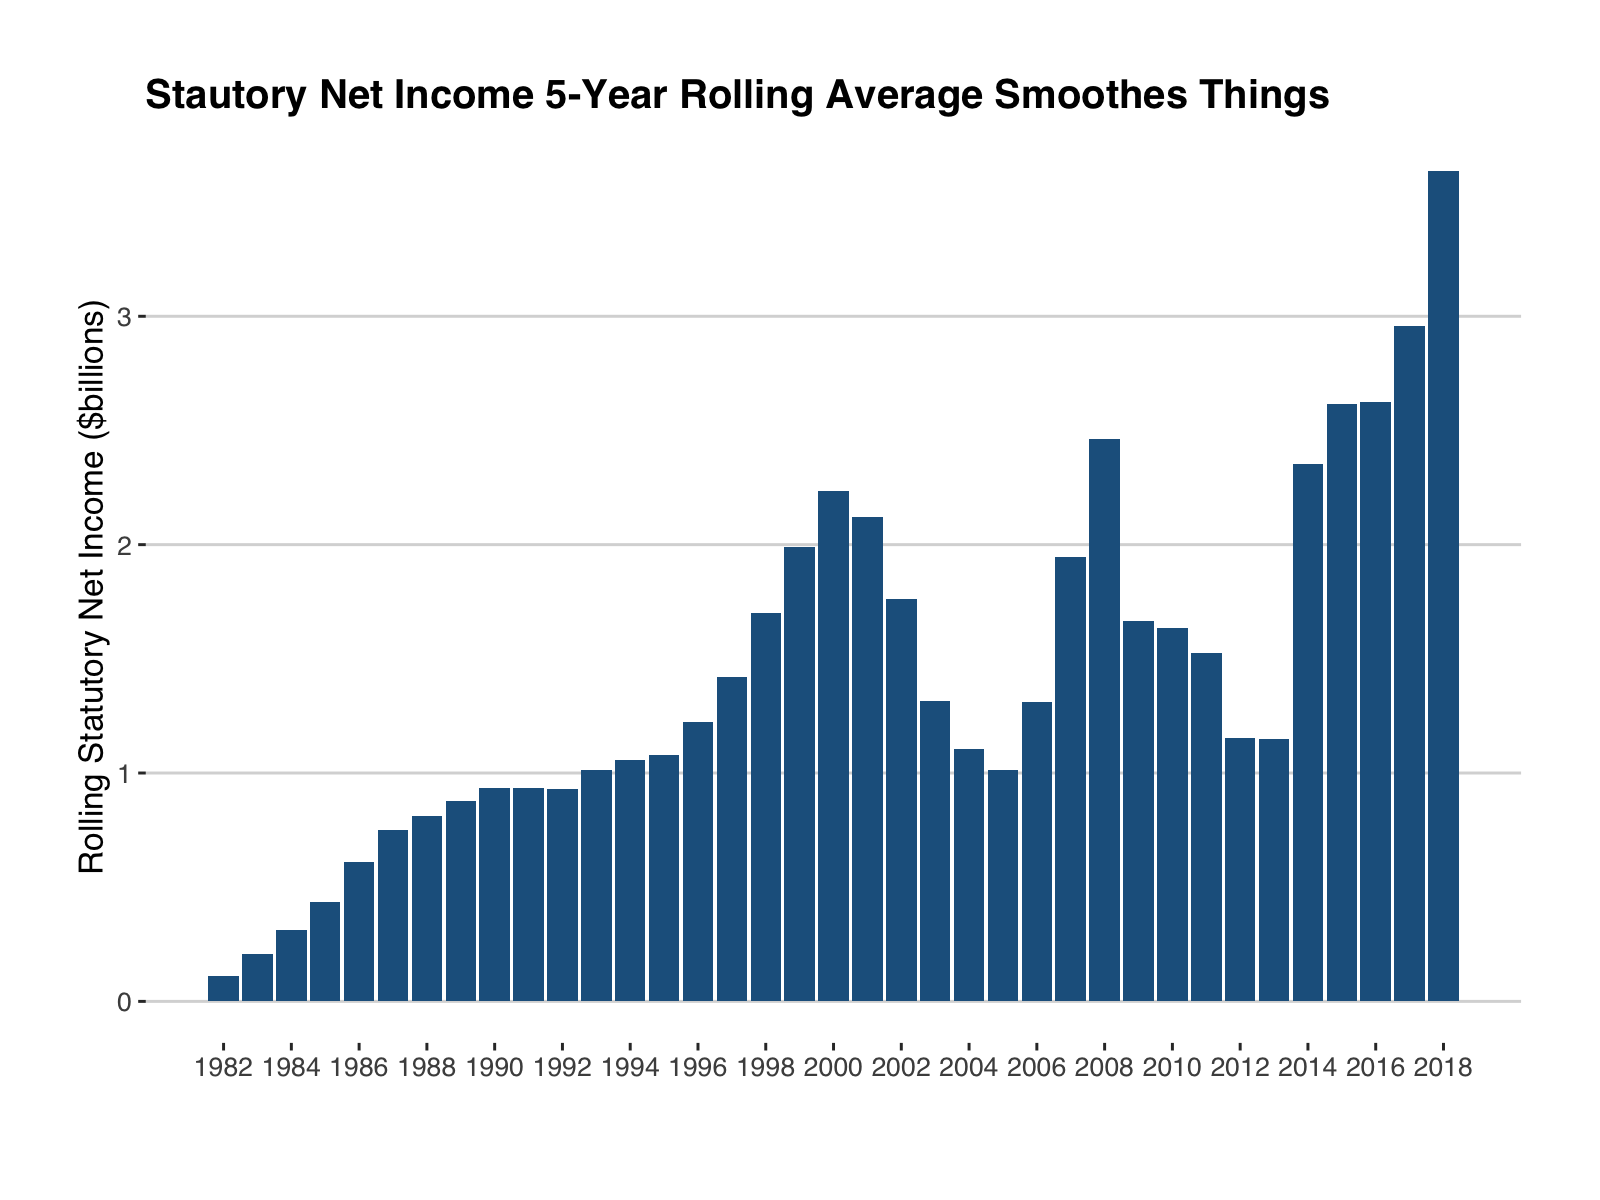 Stautory Net Income 5-Year Rolling Average Smoothes Things
Rolling Statutory Net Income ($billions)
3
2
1
0
1982 1984 1986 1988 1990 1992 1994 1996 1998 2000 2002 2004 2006 2008 2010 2012 2014 2016 2018